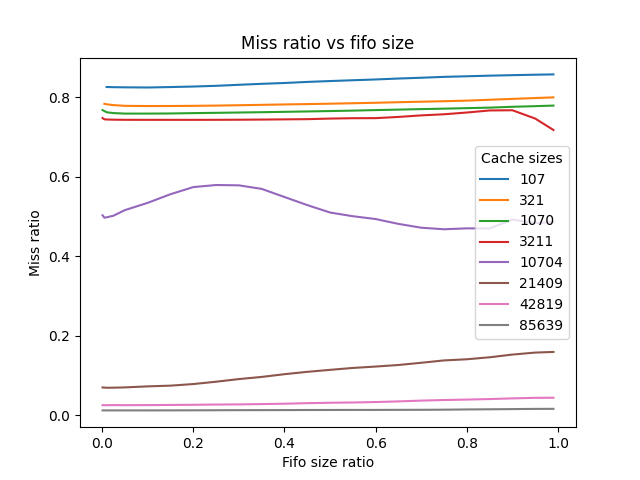 Miss ratio vs fifo size
Miss ratio
0.8
0.6
0.4
0.2
0.0
Cache sizes
107
321
1070
3211
10704
21409
42819
85639
0.0 0.2 0.4 0.6 0.8 1.0
Fifo size ratio